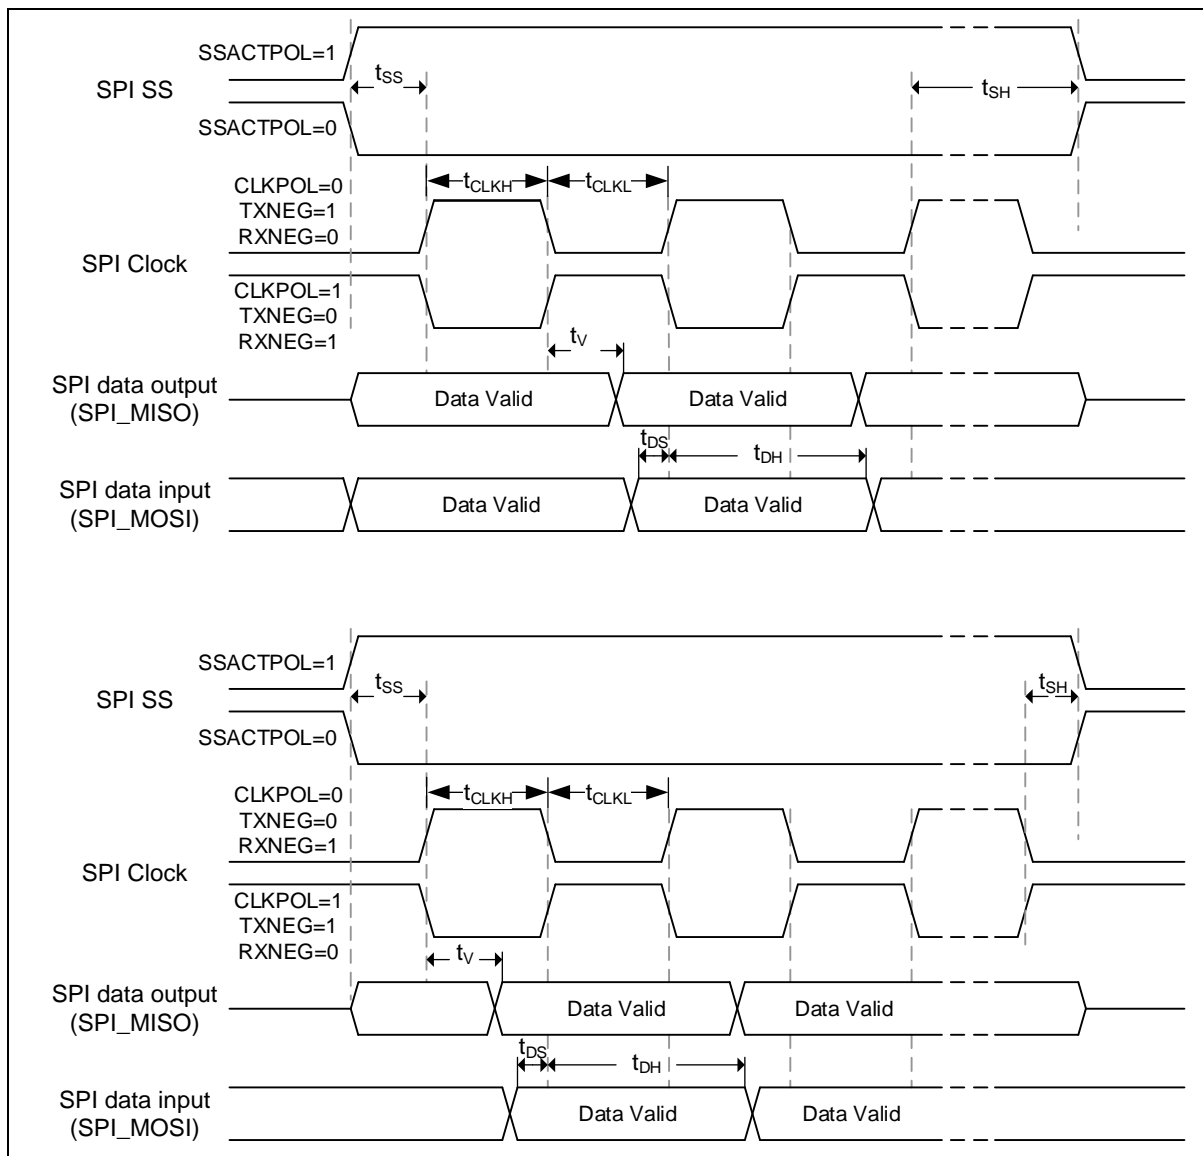 SSACTPOL=1
tSS
SPI SS
tSH
SSACTPOL=0
CLKPOL=0
TXNEG=1
RXNEG=0
tCLKH
tCLKL
SPI Clock
CLKPOL=1
TXNEG=0
RXNEG=1
tV
SPI data output
(SPI_MISO)
Data Valid
Data Valid
tDS
tDH
SPI data input
(SPI_MOSI)
Data Valid
Data Valid
SSACTPOL=1
tSS
SPI SS
tSH
SSACTPOL=0
CLKPOL=0
TXNEG=0
RXNEG=1
tCLKH
tCLKL
SPI Clock
CLKPOL=1
TXNEG=1
RXNEG=0
tV
SPI data output
(SPI_MISO)
Data Valid
Data Valid
tDS
tDH
SPI data input
(SPI_MOSI)
Data Valid
Data Valid